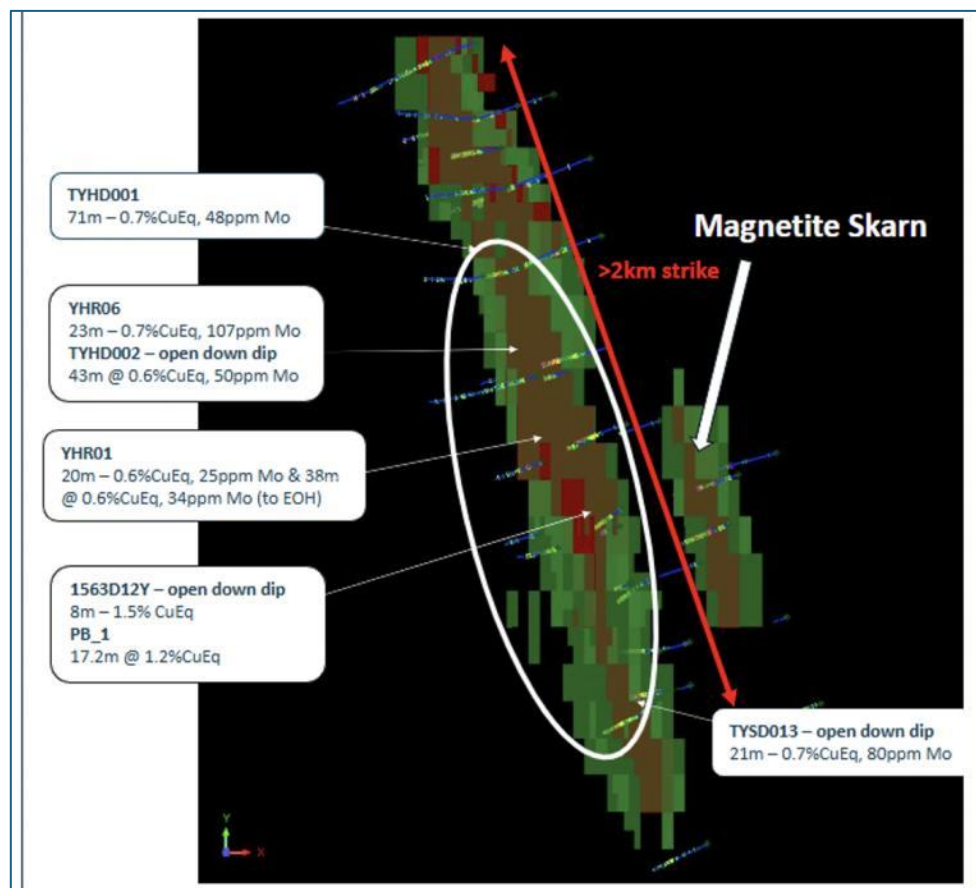 TYHD001
71m – 0.7%CuEq, 48ppm Mo
Magnetite Skarn
>2km strike
YHR06
23m – 0.7%CuEq, 107ppm Mo
TYHD002 – open down dip
43m @ 0.6%CuEq, 50ppm Mo
YHR01
20m – 0.6%CuEq, 25ppm Mo & 38m
@ 0.6%CuEq, 34ppm Mo (to EOH)
1563D12Y – open down dip
8m – 1.5% CuEq
PB_1
17.2m @ 1.2%CuEq
TYSD013 – open down dip
21m – 0.7%CuEq, 80ppm Mo
Y
X